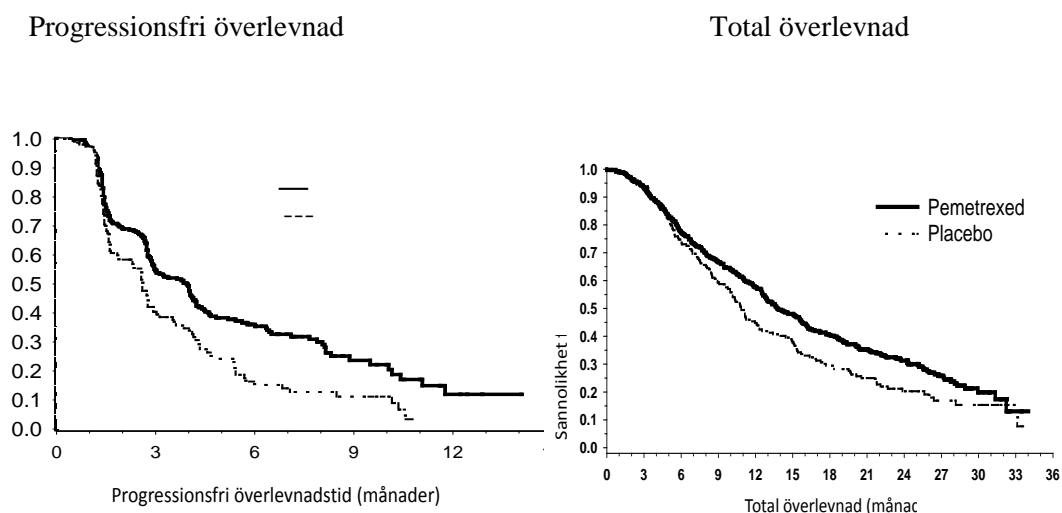 Progressionsfri överlevnad
Total överlevnad
1.0
0.9
0.8
0.7
0.6
0.5
0.4
0.3
0.2
0.1
0.0
0 3 6 9 12
Progressionsfri överlevnadstid (månader)
Sannolikhet
1.0
0.9
0.8
0.7
0.6
0.5
0.4
0.3
0.2
0.1
0.0
Pemetrexed
Placebo
0 3 6 9 12 15 18 21 24 27 30 33 36
Total överlevnad (månad